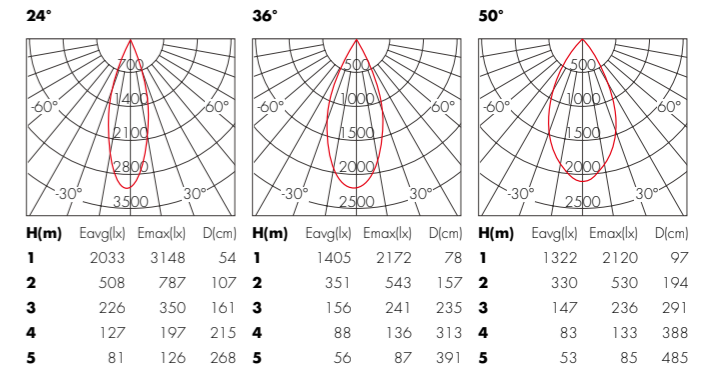 24° 36° 50°
700 500 500
-60° 1400 60° -60° 1000 60° -60° 1000 60°
2100 1500 1500
2800 2000 2000
-30° 30° -30° 30° -30° 30°
3500 2500 2500
H(m) Eavg(lx) Emax(lx) D(cm) H(m) Eavg(lx) Emax(lx) D(cm) H(m) Eavg(lx) Emax(lx) D(cm)
1 2033 3148 54 1 1405 2172 78 1 1322 2120 97
2 508 787 107 2 351 543 157 2 330 530 194
3 226 350 161 3 156 241 235 3 147 236 291
4 127 197 215 4 88 136 313 4 83 133 388
5 81 126 268 5 56 87 391 5 53 85 485